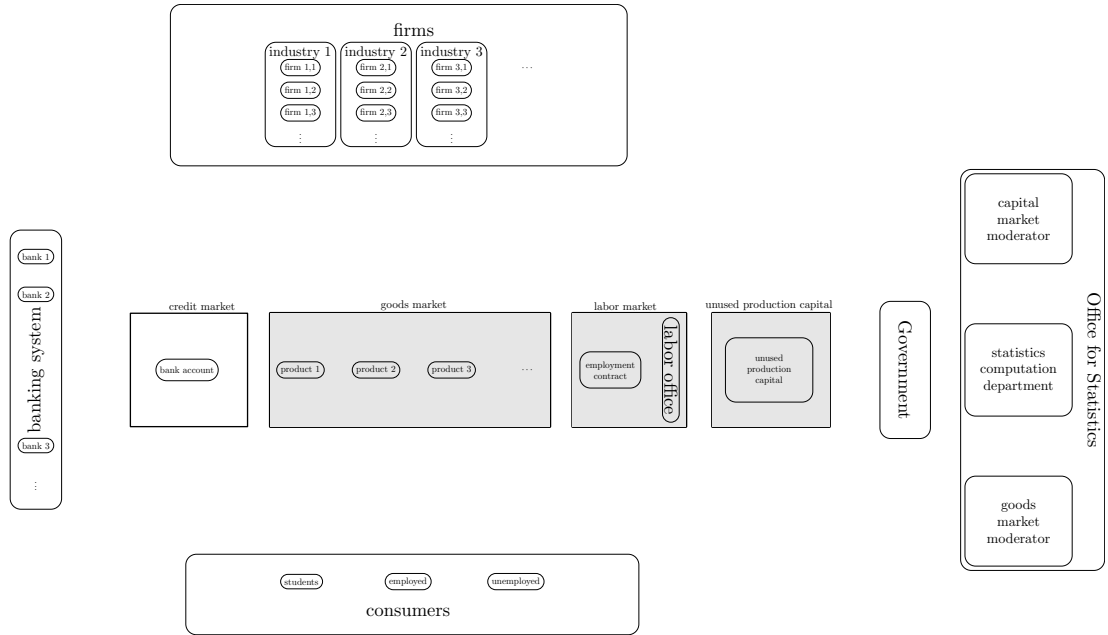 firms
industry 1
firm 1,1
firm 1,2
firm 1,3
⋮
industry 2
firm 2,1
firm 2,2
firm 2,3
⋮
industry 3
firm 3,1
firm 3,2
firm 3,3
⋮
...
banking system
bank 1
bank 2
bank 3
⋮
credit market
bank account
goods market
product 1
product 2
product 3
...
labor market
employment
contract
labor office
unused production capital
unused
production
capital
Government
Office for Statistics
capital
market
moderator
statistics
computation
department
goods
market
moderator
students
employed
unemployed
consumers